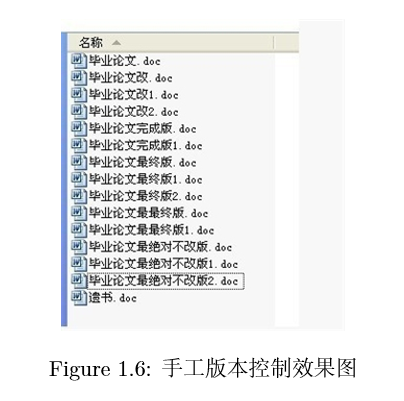 名称
毕业论文.doc
毕业论文改.doc
毕业论文改1.doc
毕业论文改2.doc
毕业论文完成版.doc
毕业论文完成版1.doc
毕业论文最终版.doc
毕业论文最终版1.doc
毕业论文最终版2.doc
毕业论文最最终版.doc
毕业论文最最终版1.doc
毕业论文最绝对不改版.doc
毕业论文最绝对不改版1.doc
毕业论文最绝对不改版2.doc
遗书.doc
Figure 1.6: 手工版本控制效果图